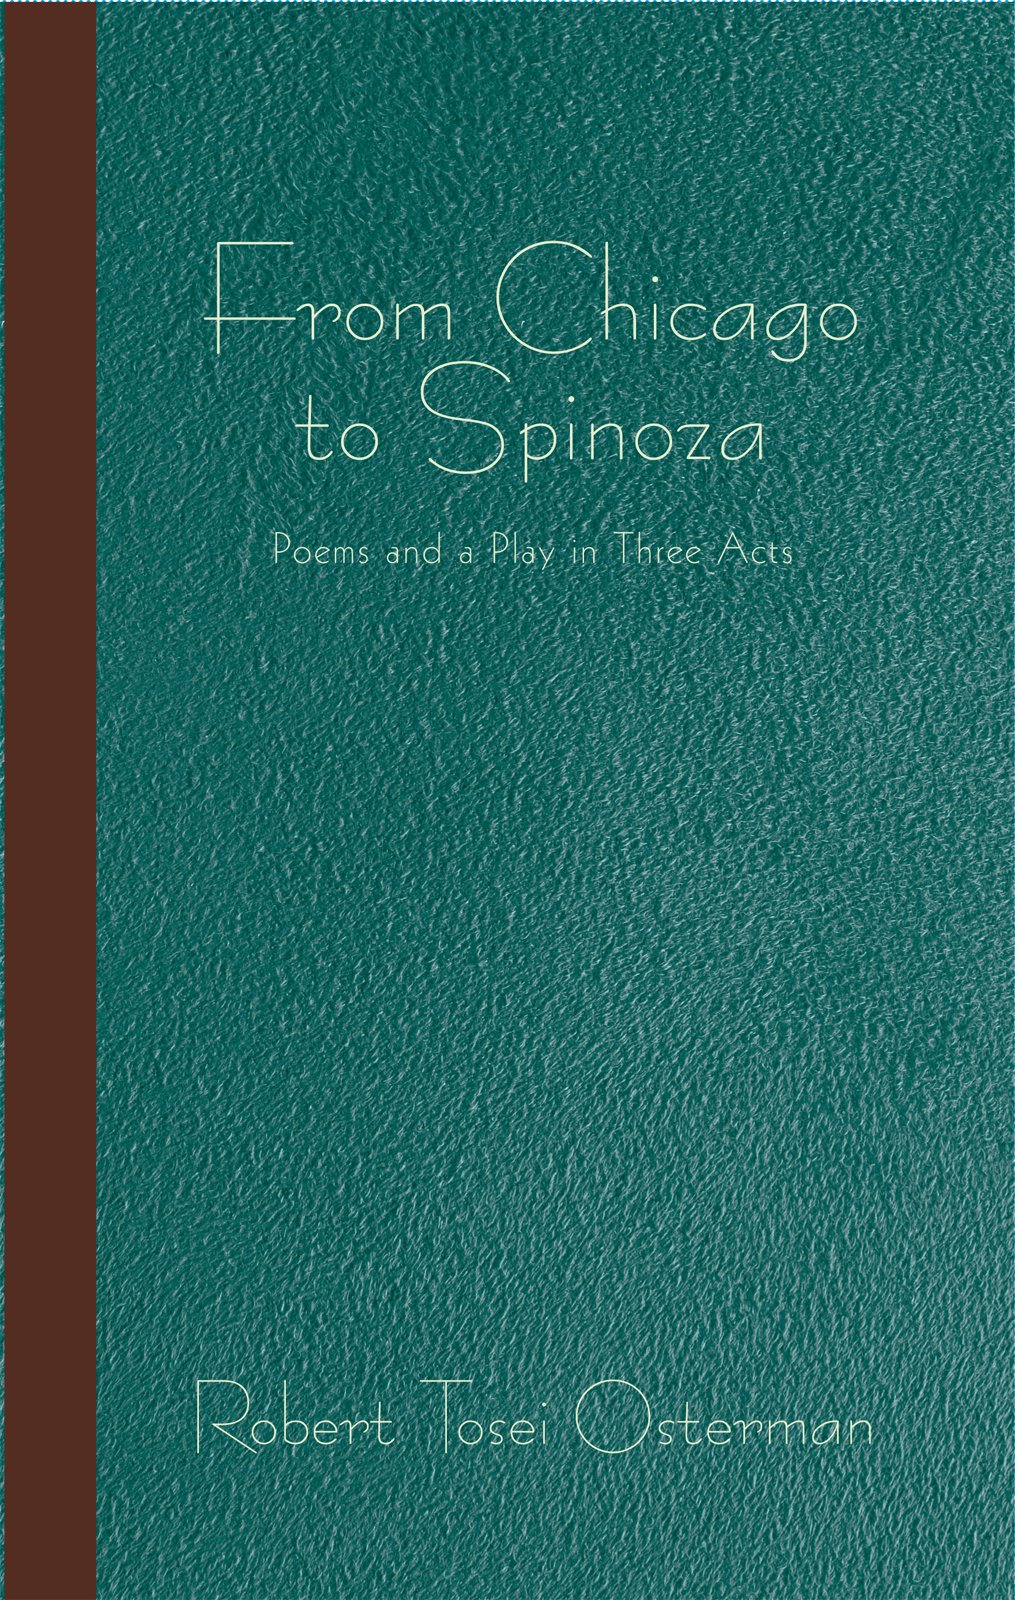 From Chicago
to Spinoza
Poems and a Play in Three Acts
Robert Tosei Osterman